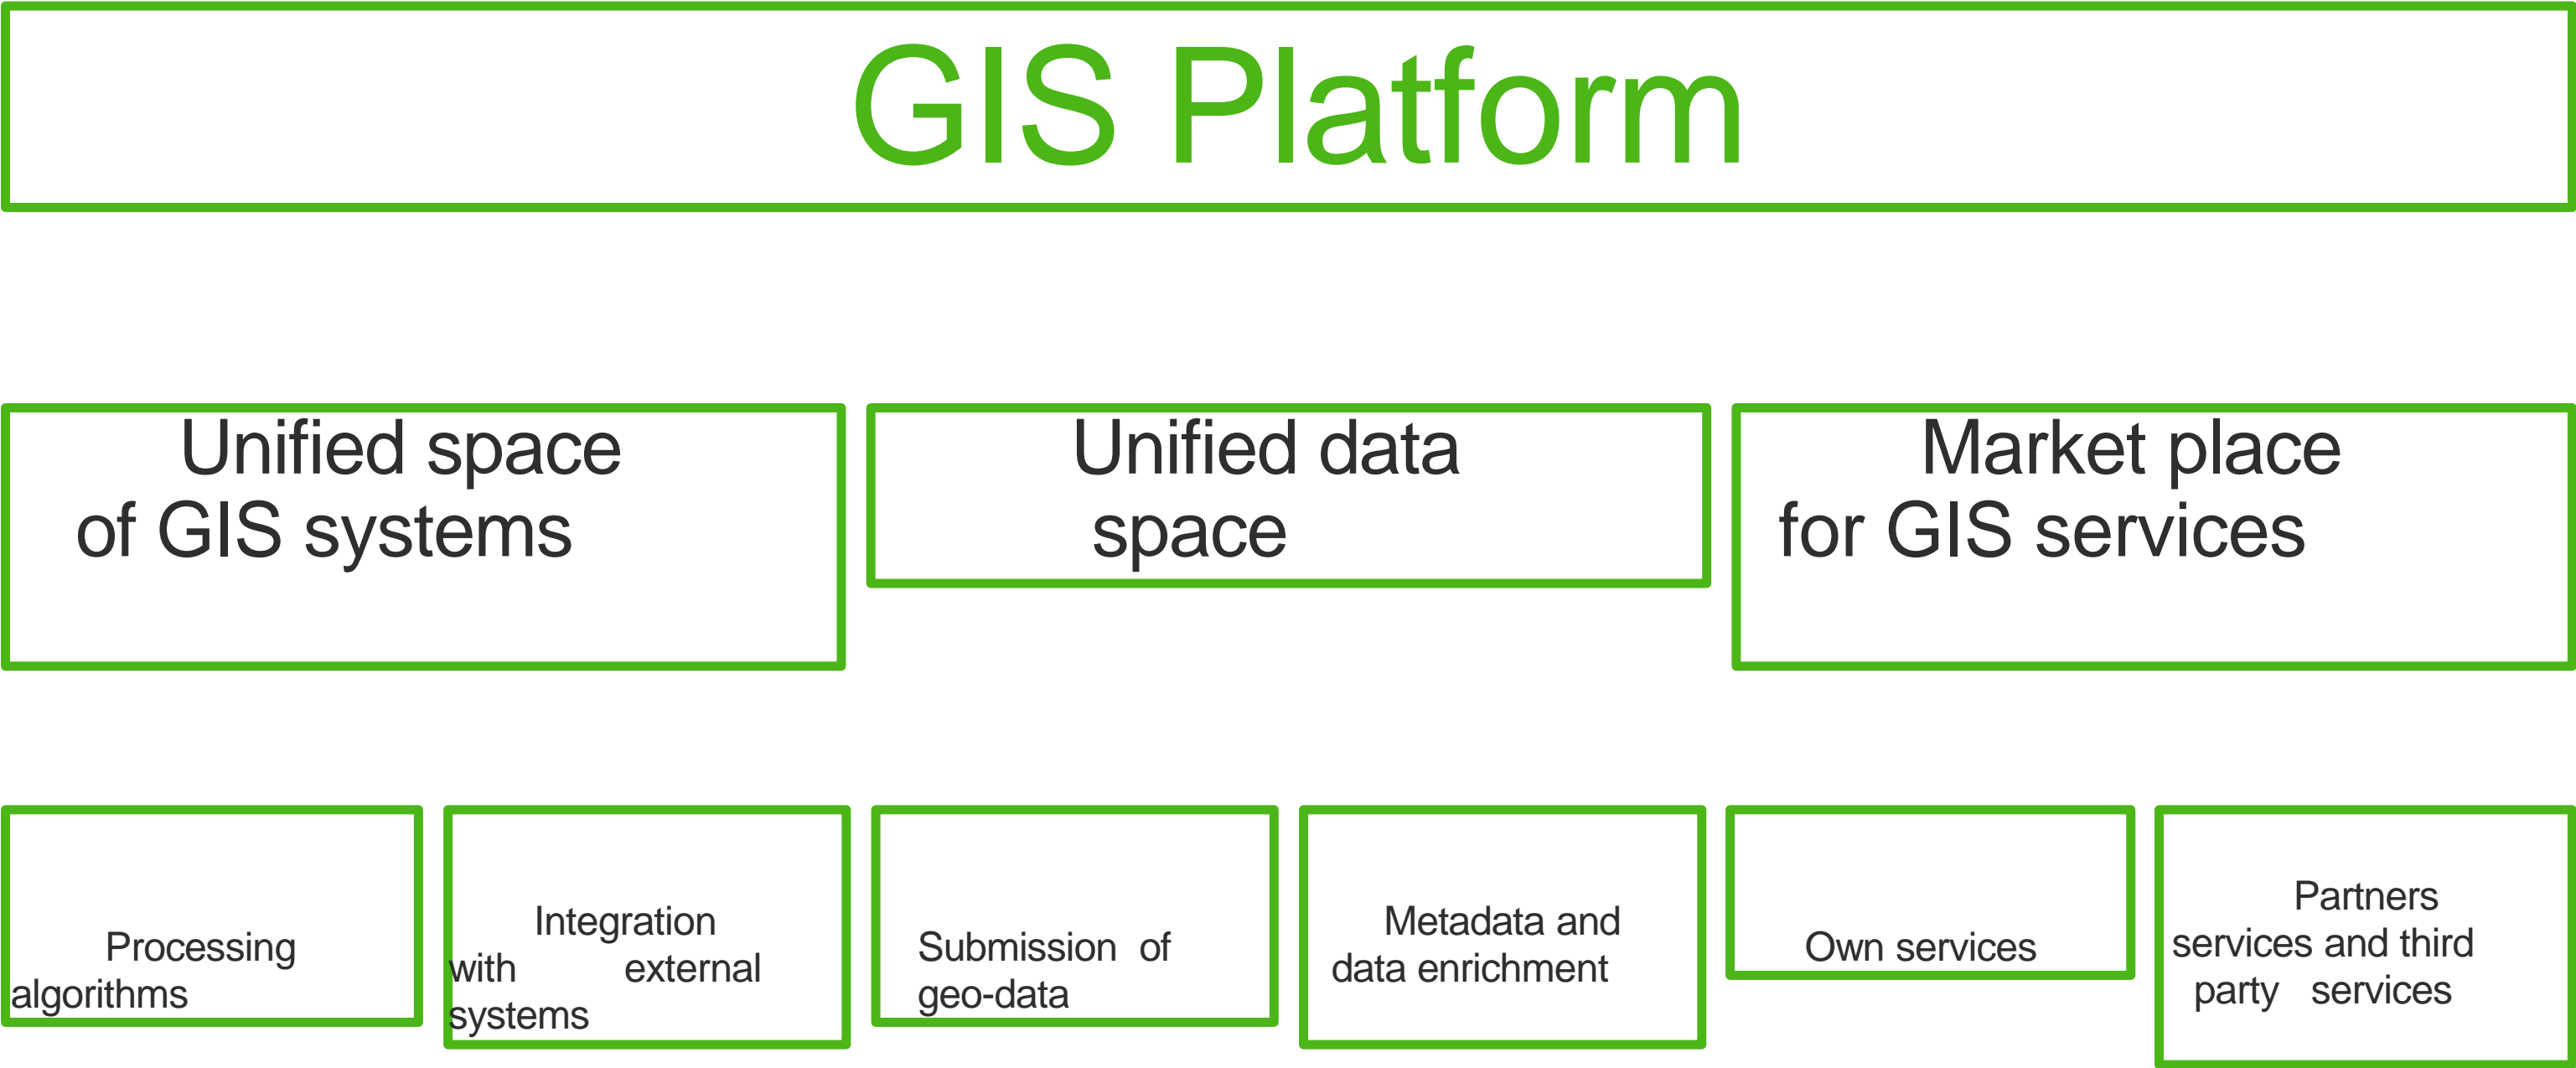 GIS Platform
Unified space
of GIS systems
Unified data
space
Market place
for GIS services
Processing
algorithms
Integration
with external
systems
Submission of
geo-data
Metadata and
data enrichment
Own services
Partners
services and third
party services